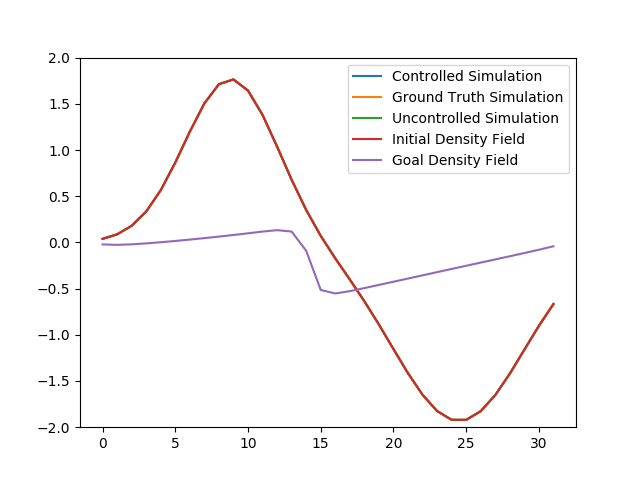 2.0
1.5
1.0
0.5
0.0
−0.5
−1.0
−1.5
−2.0
Controlled Simulation
Ground Truth Simulation
Uncontrolled Simulation
Initial Density Field
Goal Density Field
0 5 10 15 20 25 30